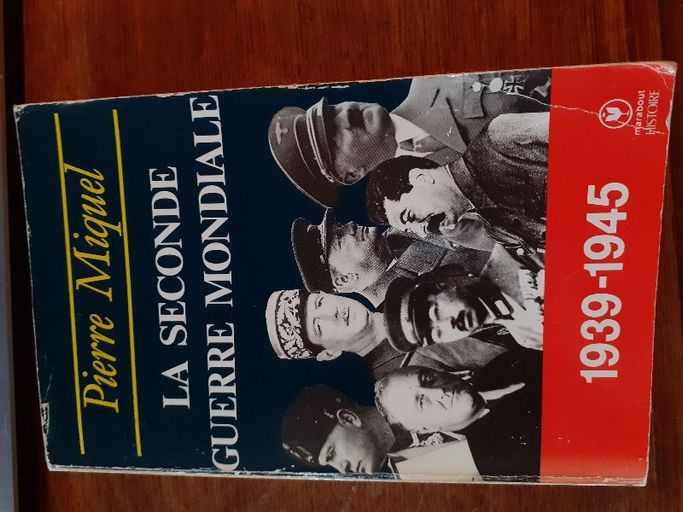 Pierre Miquel
LA SECONDE
GUERRE MONDIALE
1939-1945
marabout
HISTOIRE